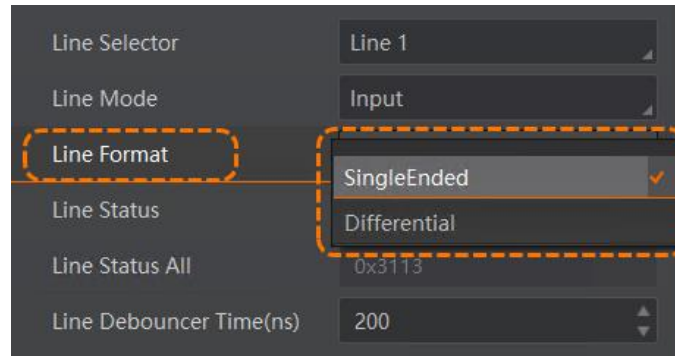 Line Selector Line 1
Line Mode Input
Line Format
SingleEnded
Line Status
Differential
Line Status All 0x3113
Line Debouncer Time(ns) 200